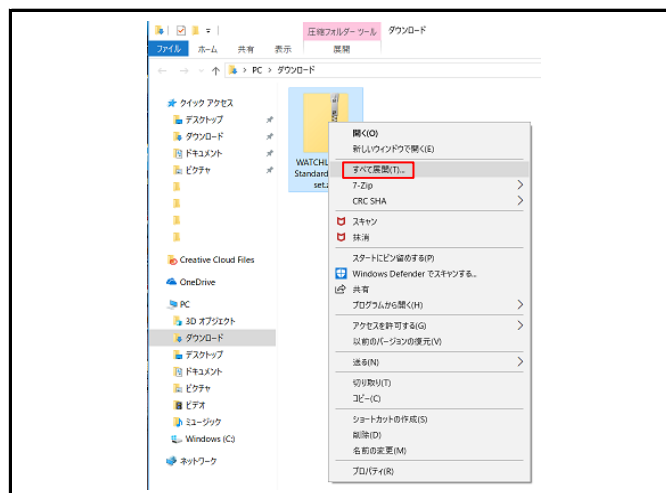 圧縮フォルダー ツール ダウンロード
ファイル ホーム 共有 表示 展開
PC ダウンロード
クイック アクセス
デスクトップ
ダウンロード
ドキュメント
ピクチャ
Creative Cloud Files
OneDrive
PC
3D オブジェクト
ダウンロード
デスクトップ
ドキュメント
ピクチャ
ビデオ
ミュージック
Windows (C:)
ネットワーク
WATCHL
Standard
set.
開く(O)
新しいウィンドウで開く(E)
すべて展開(T)...
7-Zip
CRC SHA
スキャン
抹消
スタートにピン留めする(P)
Windows Defender でスキャンする...
共有
プログラムから開く(H)
アクセスを許可する(G)
以前のバージョンの復元(V)
送る(N)
切り取り(T)
コピー(C)
ショートカットの作成(S)
削除(D)
名前の変更(M)
プロパティ(R)